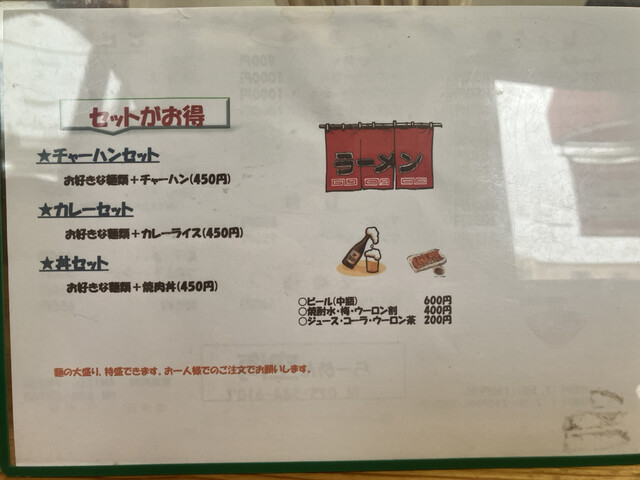 セットがお得
★チャーハンセット
お好きな麺類+チャーハン(450円)
★カレーセット
お好きな麺類+カレーライス(450円)
★丼セット
お好きな麺類+焼肉丼(450円)
麺の大盛り、特盛できます。お一人様でのご注文でお願いします。
ラーメン
○ビール(中瓶) 600円
○焼酎水・梅・ウーロン割 400円
○ジュース・コーラ・ウーロン茶 200円